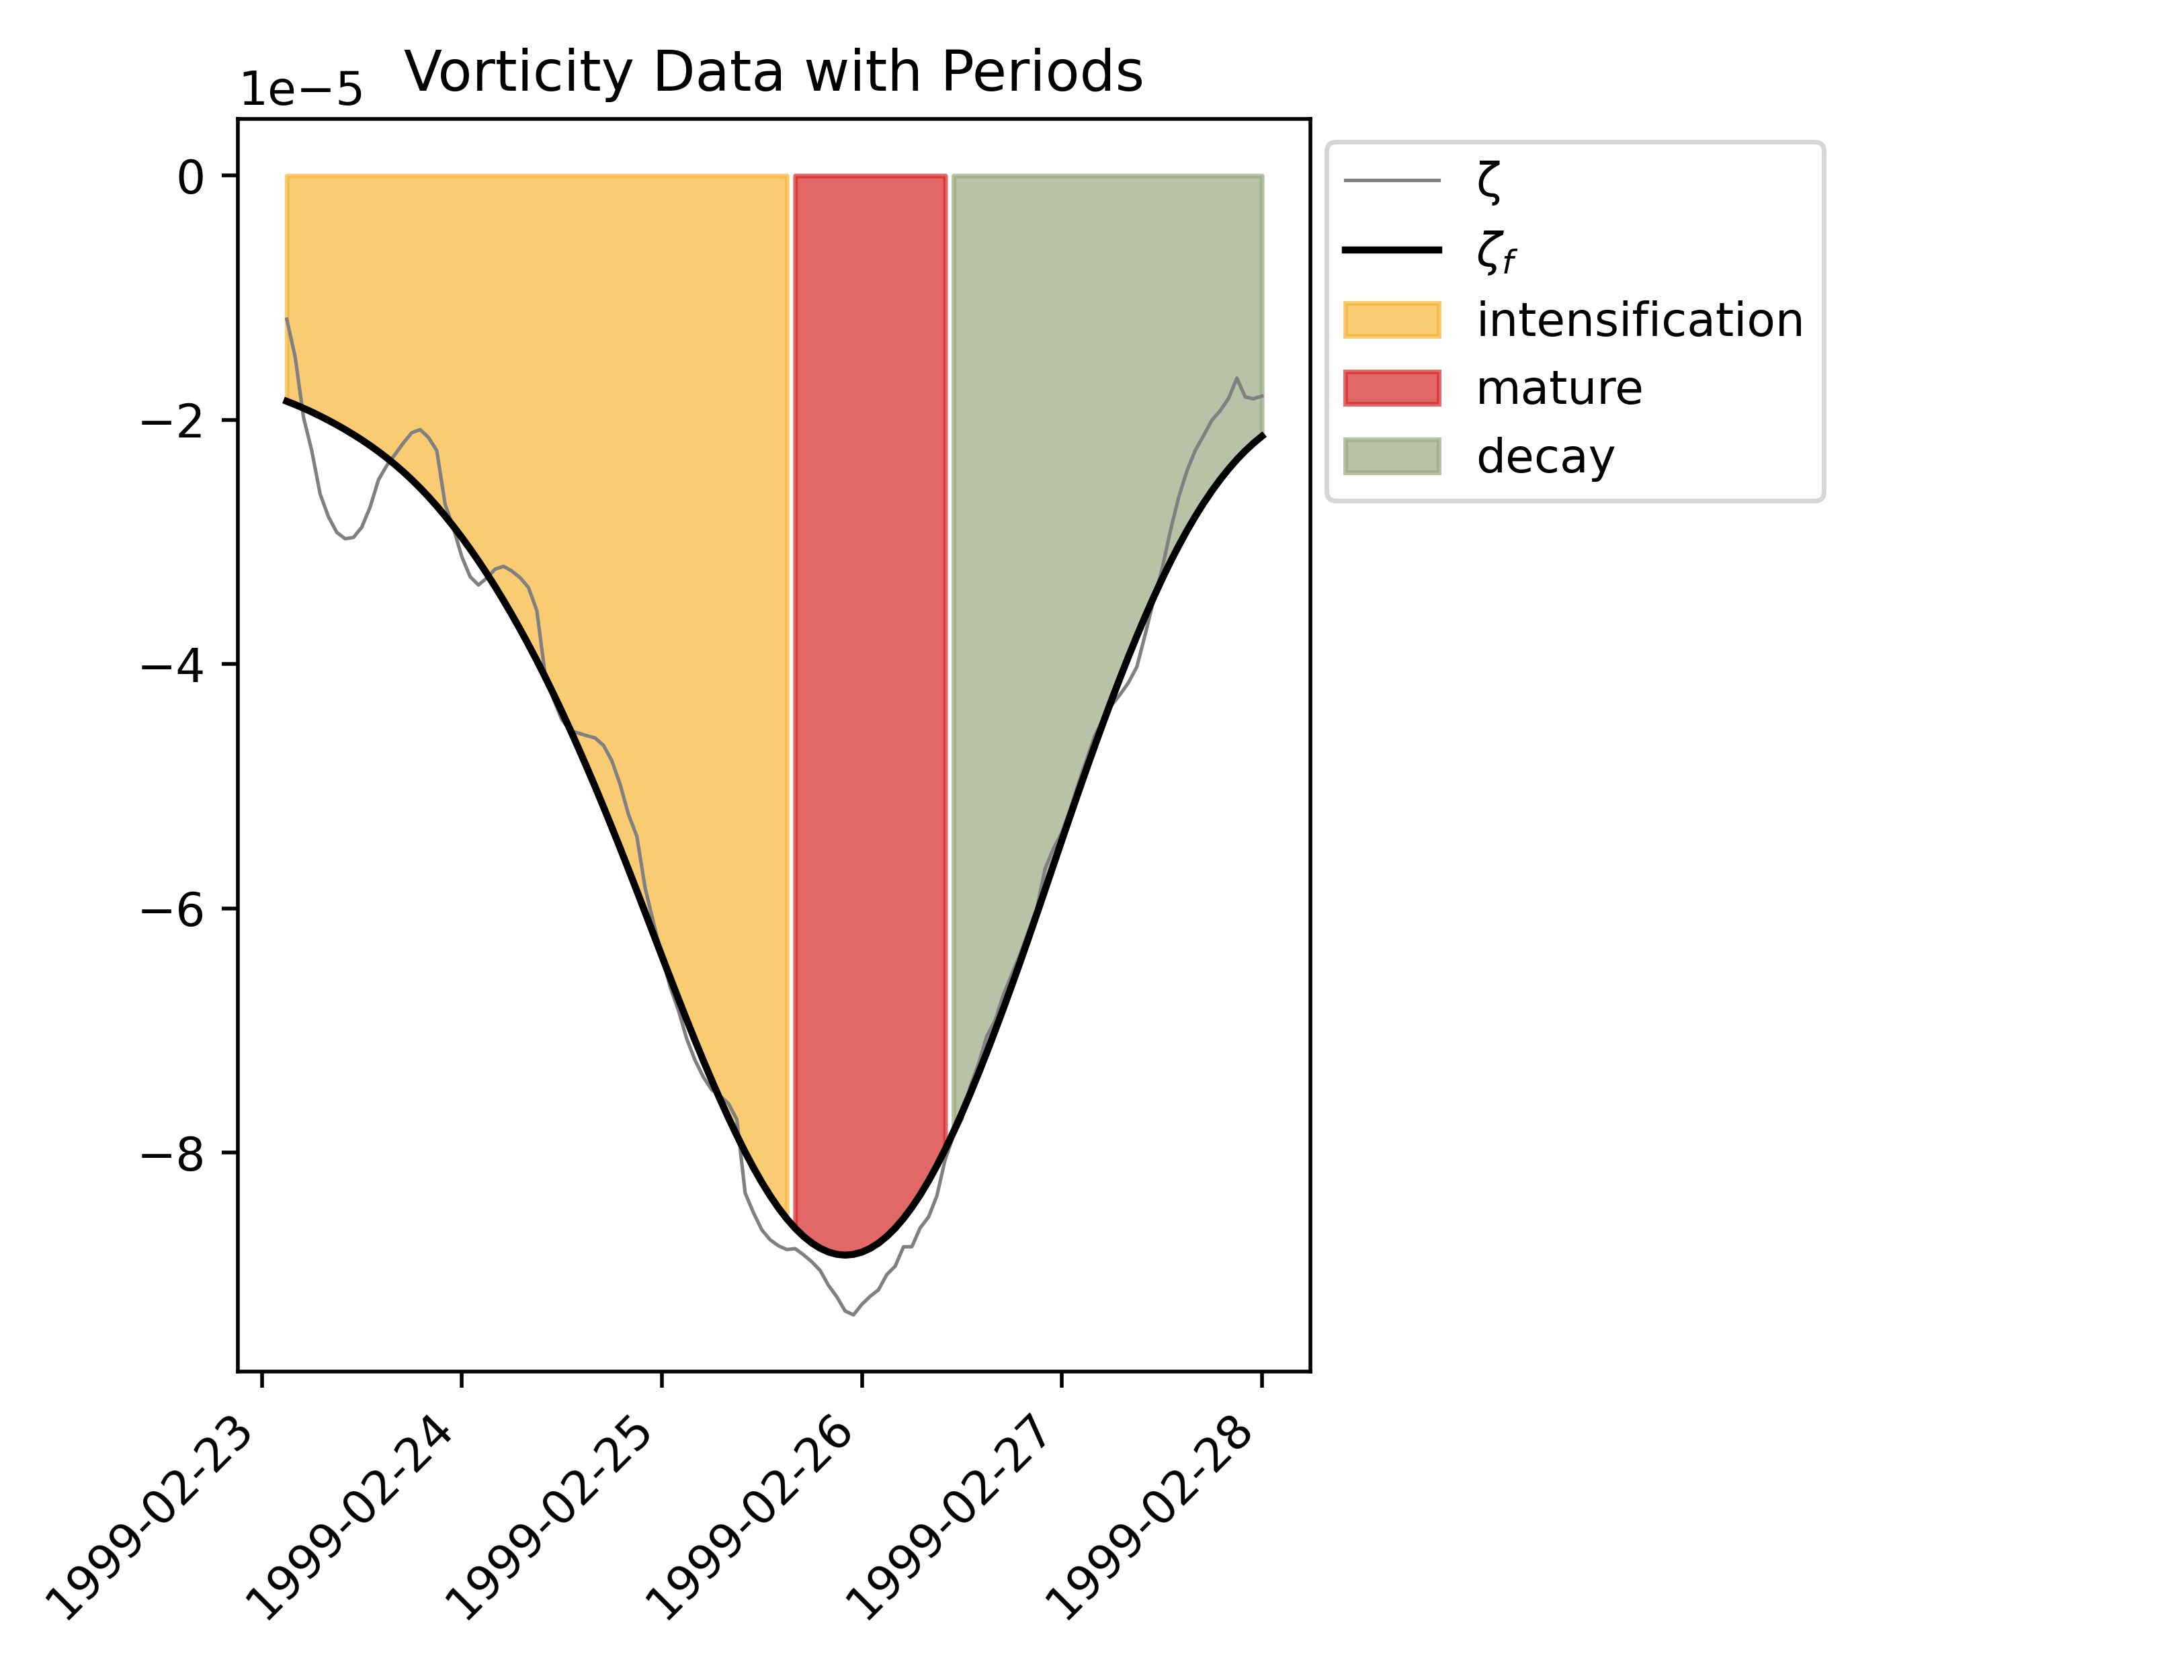 Vorticity Data with Periods
1e−5
0
−2
−4
−6
−8
1999-02-23
1999-02-24
1999-02-25
1999-02-26
1999-02-27
1999-02-28
ζ
ζf
intensification
mature
decay